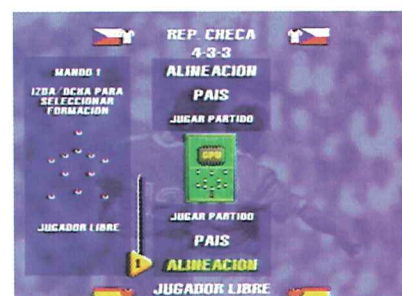 REP. CHECA
4-3-3
MANDO 1
IZDA/DCHA PARA
SELECCIONAR
FORMACION
JUGADOR LIBRE
ALINEACION
PAIS
JUGAR PARTIDO
CPU
JUGAR PARTIDO
PAIS
ALINEACION
1
JUGADOR LIBRE